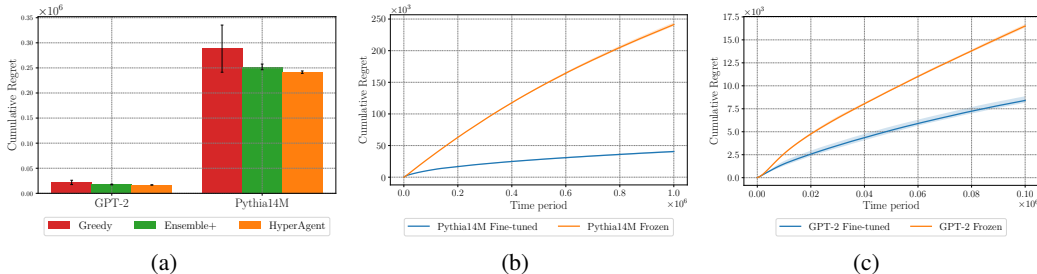 ×10⁶
Cumulative Regret
0.35
0.30
0.25
0.20
0.15
0.10
0.05
0.00
GPT-2 Pythia14M
Greedy Ensemble+ HyperAgent
(a)
×10³
Cumulative Regret
250
200
150
100
50
0
0.0 0.2 0.4 0.6 0.8 1.0
Time period ×10⁶
Pythia14M Fine-tuned Pythia14M Frozen
(b)
×10³
Cumulative Regret
17.5
15.0
12.5
10.0
7.5
5.0
2.5
0.0
0.00 0.02 0.04 0.06 0.08 0.10
Time period ×10⁶
GPT-2 Fine-tuned GPT-2 Frozen
(c)